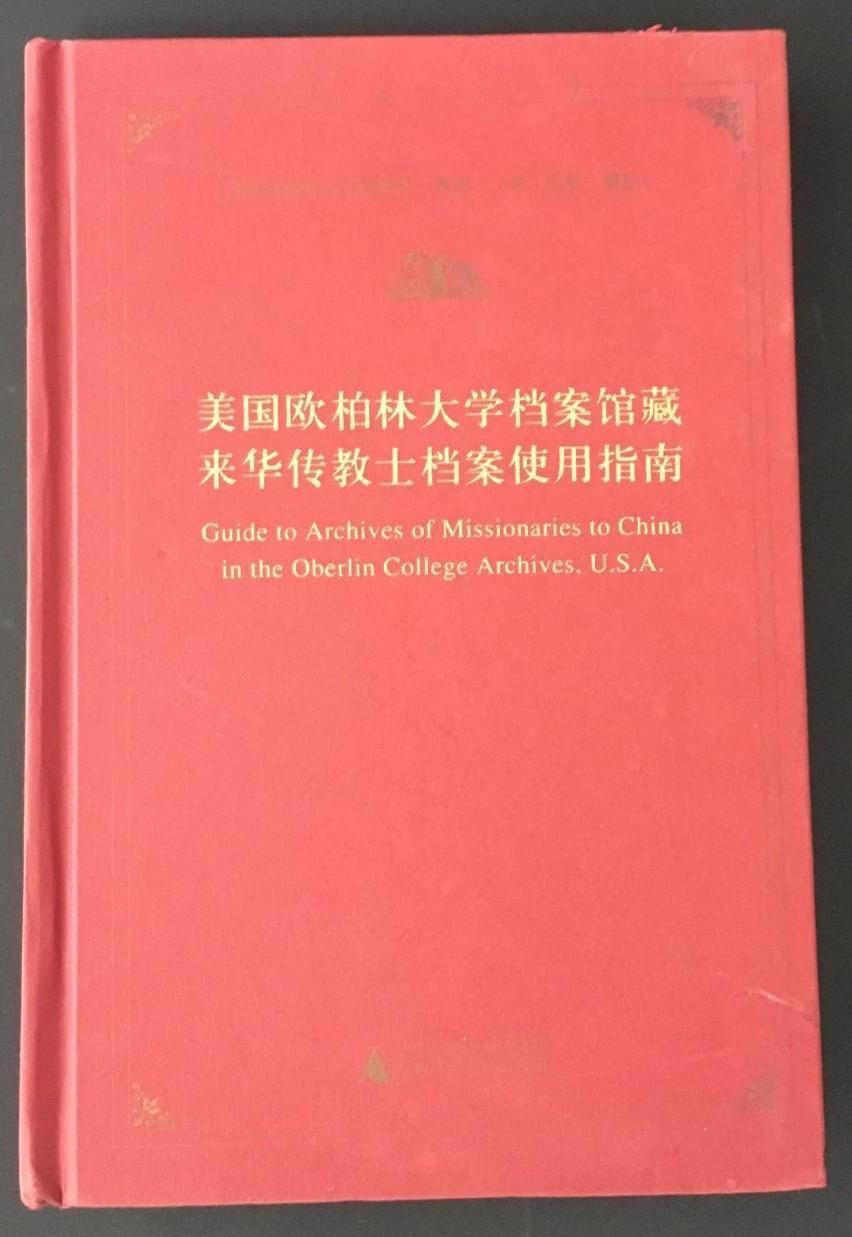 美国欧柏林大学档案馆藏
来华传教士档案使用指南
Guide to Archives of Missionaries to China
in the Oberlin College Archives, U.S.A.